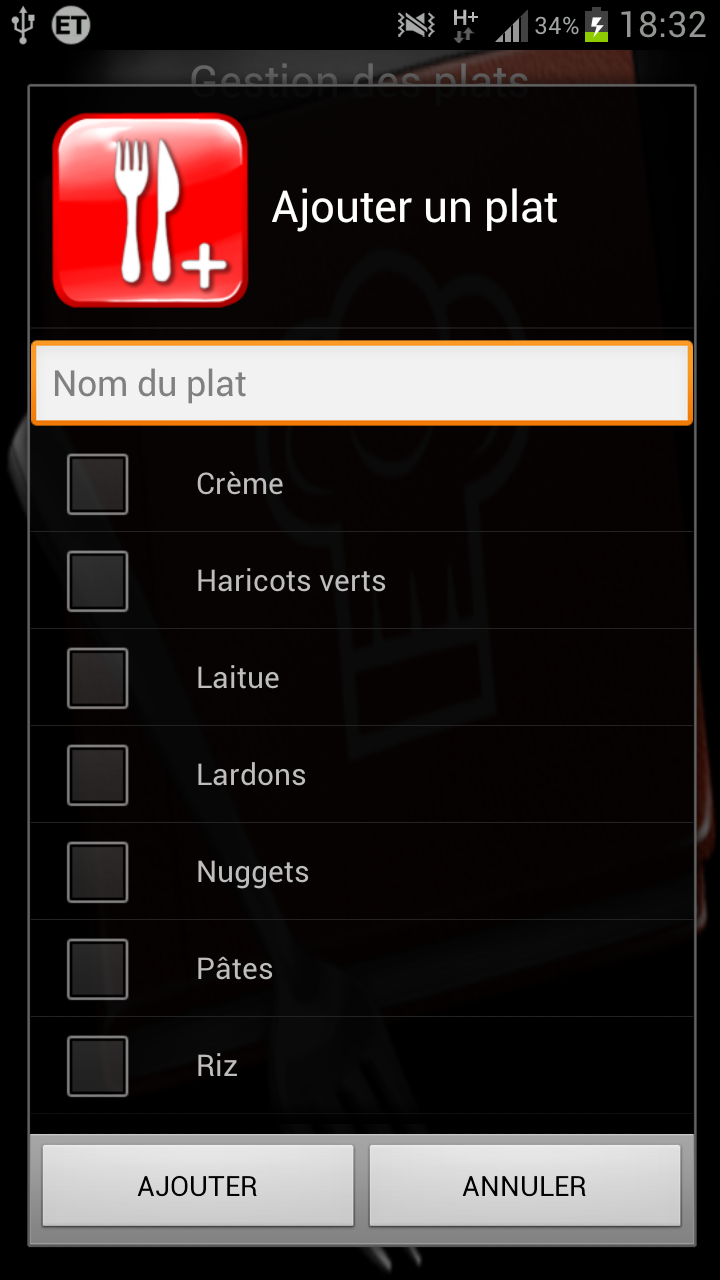 ET H+ 34% 18:32
Gestion des plats
Ajouter un plat
Nom du plat
Crème
Haricots verts
Laitue
Lardons
Nuggets
Pâtes
Riz
AJOUTER ANNULER